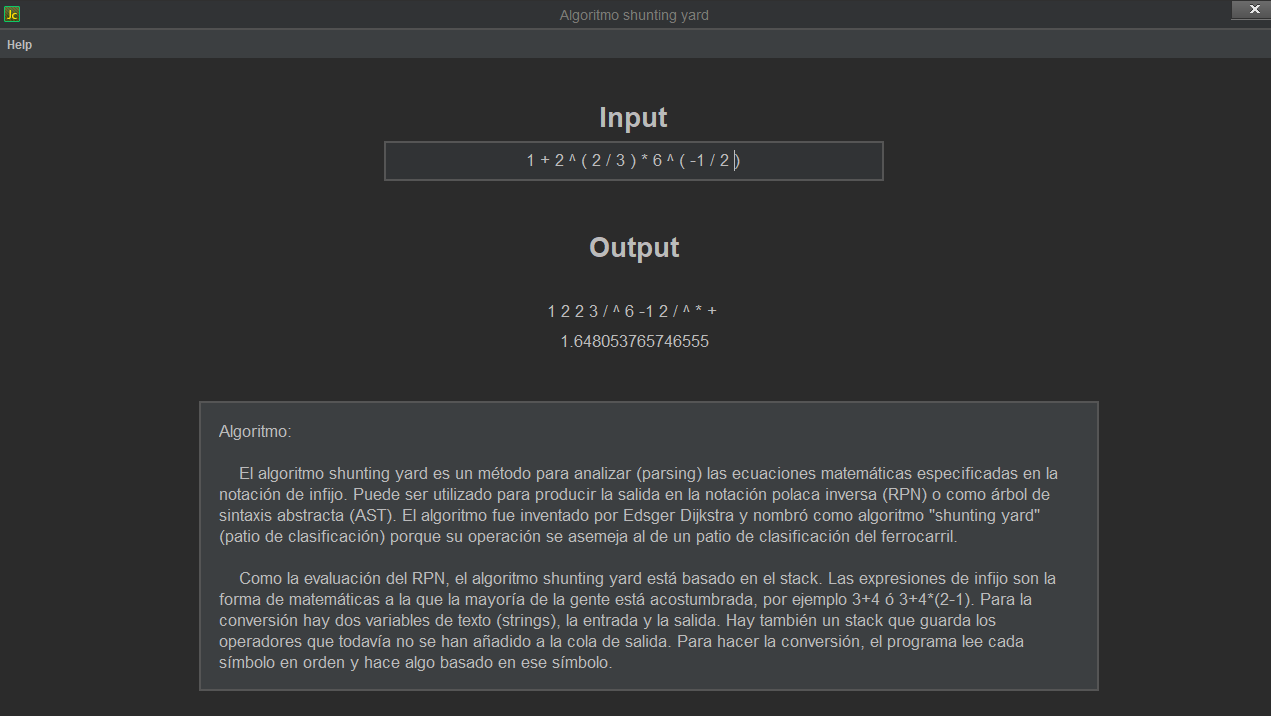 Jc
Algoritmo shunting yard
Help
Input
1 + 2 ^ ( 2 / 3 ) * 6 ^ ( -1 / 2 )
Output
1 2 2 3 / ^ 6 -1 2 / ^ * +
1.648053765746555
Algoritmo:
El algoritmo shunting yard es un método para analizar (parsing) las ecuaciones matemáticas especificadas en la
notación de infijo. Puede ser utilizado para producir la salida en la notación polaca inversa (RPN) o como árbol de
sintaxis abstracta (AST). El algoritmo fue inventado por Edsger Dijkstra y nombró como algoritmo "shunting yard"
(patio de clasificación) porque su operación se asemeja al de un patio de clasificación del ferrocarril.
Como la evaluación del RPN, el algoritmo shunting yard está basado en el stack. Las expresiones de infijo son la
forma de matemáticas a la que la mayoría de la gente está acostumbrada, por ejemplo 3+4 ó 3+4*(2-1). Para la
conversión hay dos variables de texto (strings), la entrada y la salida. Hay también un stack que guarda los
operadores que todavía no se han añadido a la cola de salida. Para hacer la conversión, el programa lee cada
símbolo en orden y hace algo basado en ese símbolo.